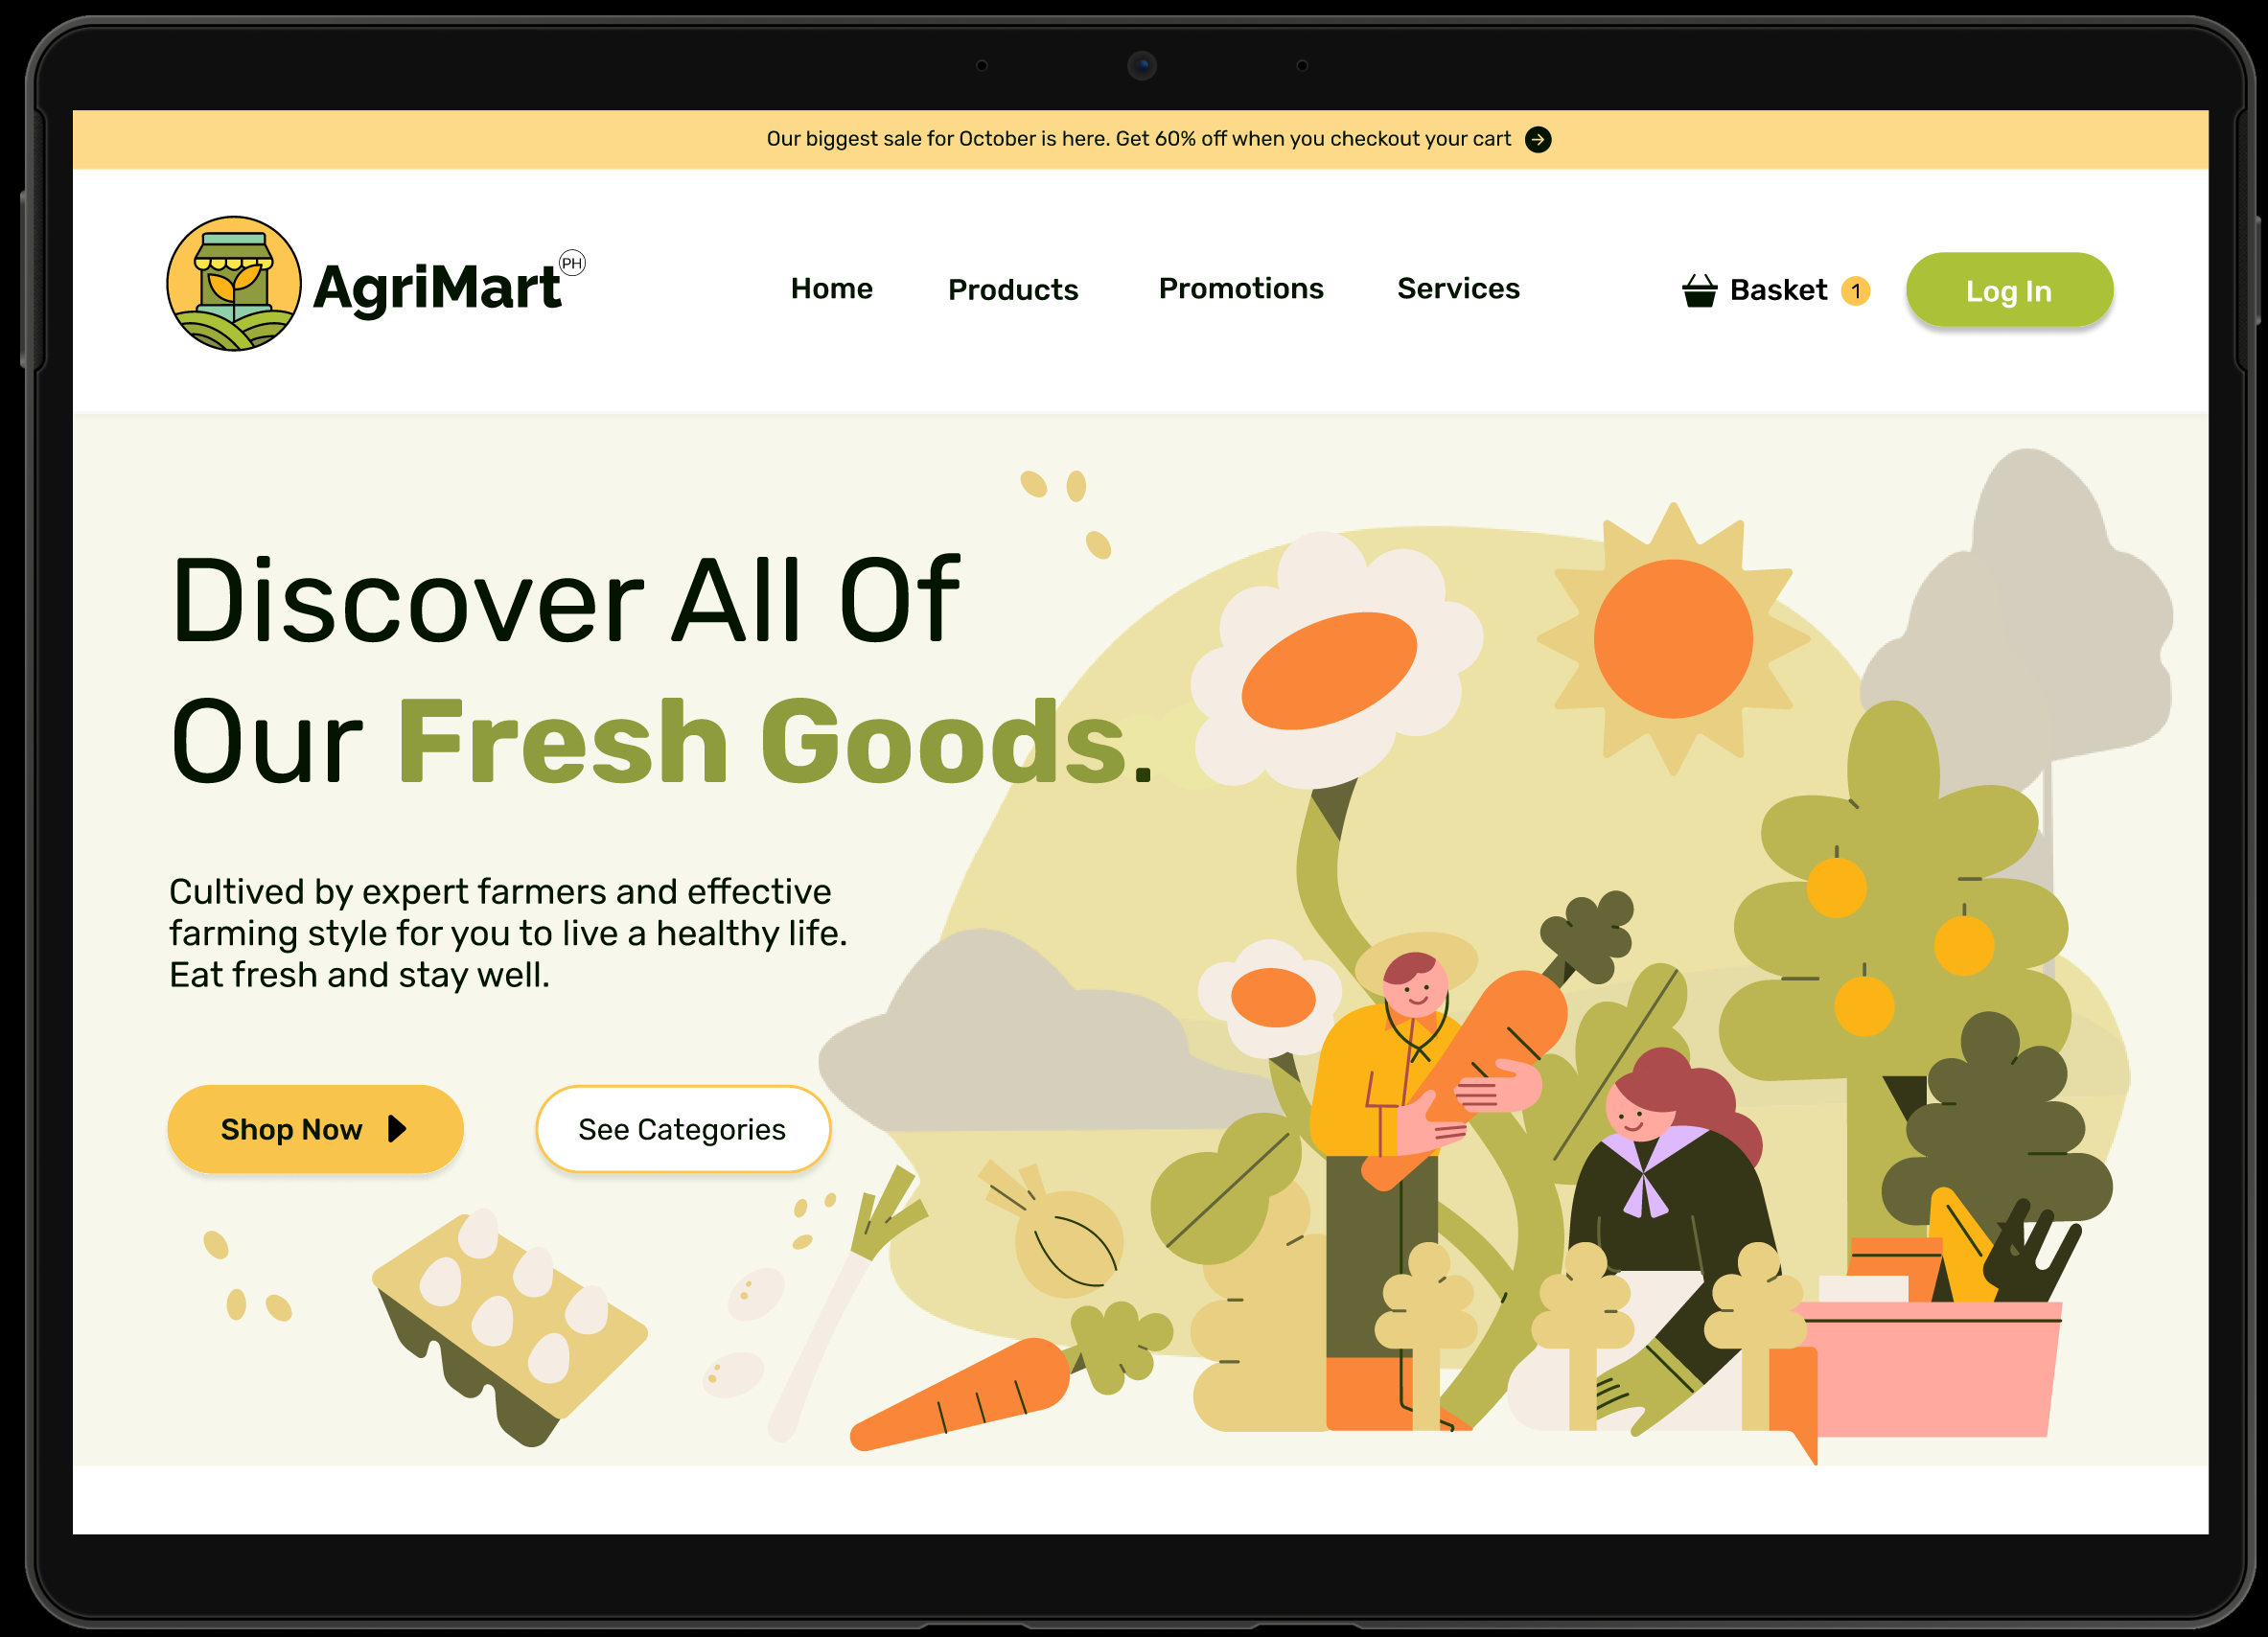 Our biggest sale for October is here. Get 60% off when you checkout your cart
AgriMart PH
Home
Products
Promotions
Services
Basket 1
Log In
Discover All Of
Our Fresh Goods.
Cultived by expert farmers and effective
farming style for you to live a healthy life.
Eat fresh and stay well.
Shop Now
See Categories